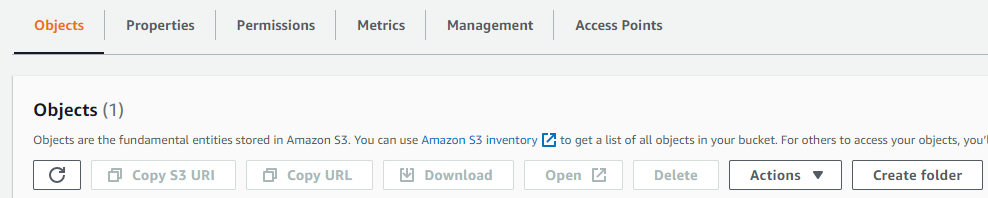 Objects Properties Permissions Metrics Management Access Points
Objects (1)
Objects are the fundamental entities stored in Amazon S3. You can use Amazon S3 inventory to get a list of all objects in your bucket. For others to access your objects, you'l
Copy S3 URI Copy URL Download Open Delete Actions Create folder